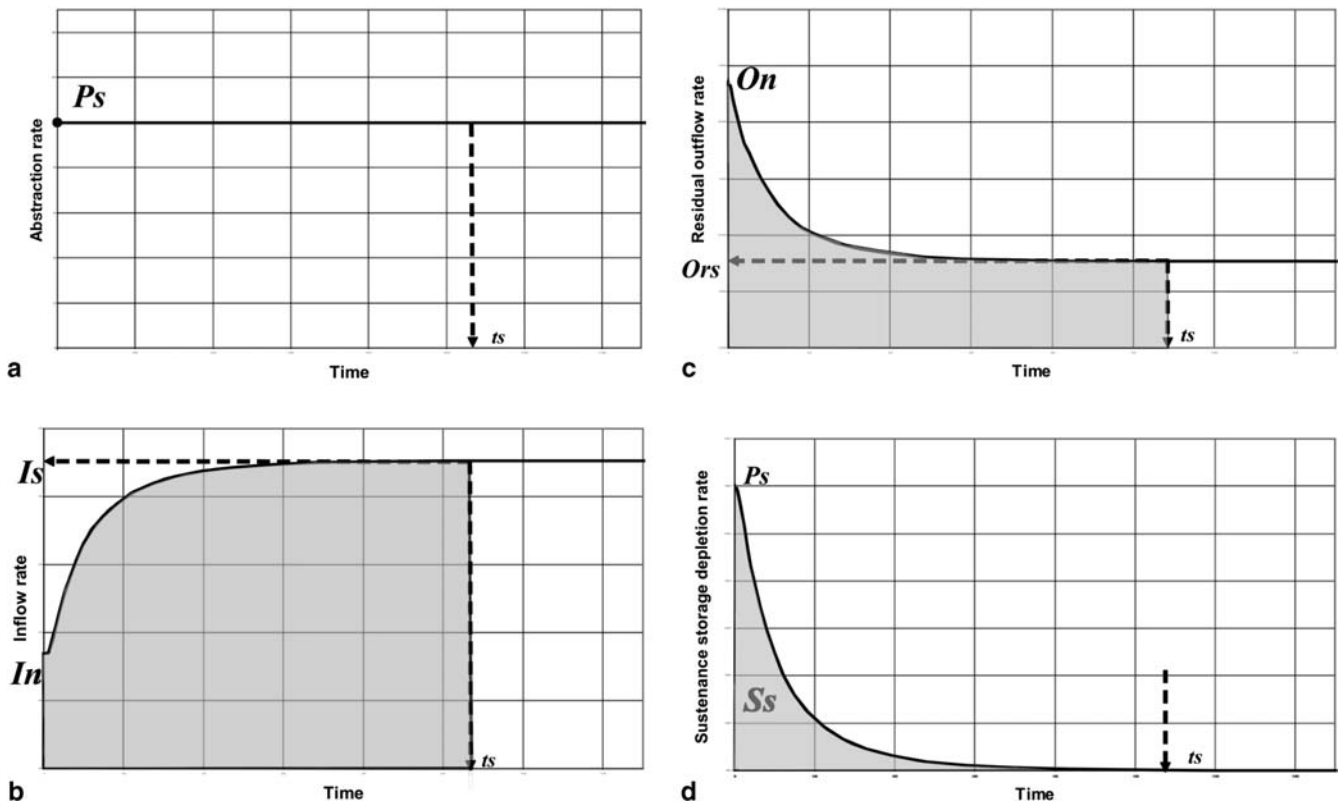 Ps
Abstraction rate
ts
a
Time
On
Residual outflow rate
Ors
ts
c
Time
Is
Inflow rate
In
ts
b
Time
Ps
Sustenance storage depletion rate
Ss
ts
d
Time